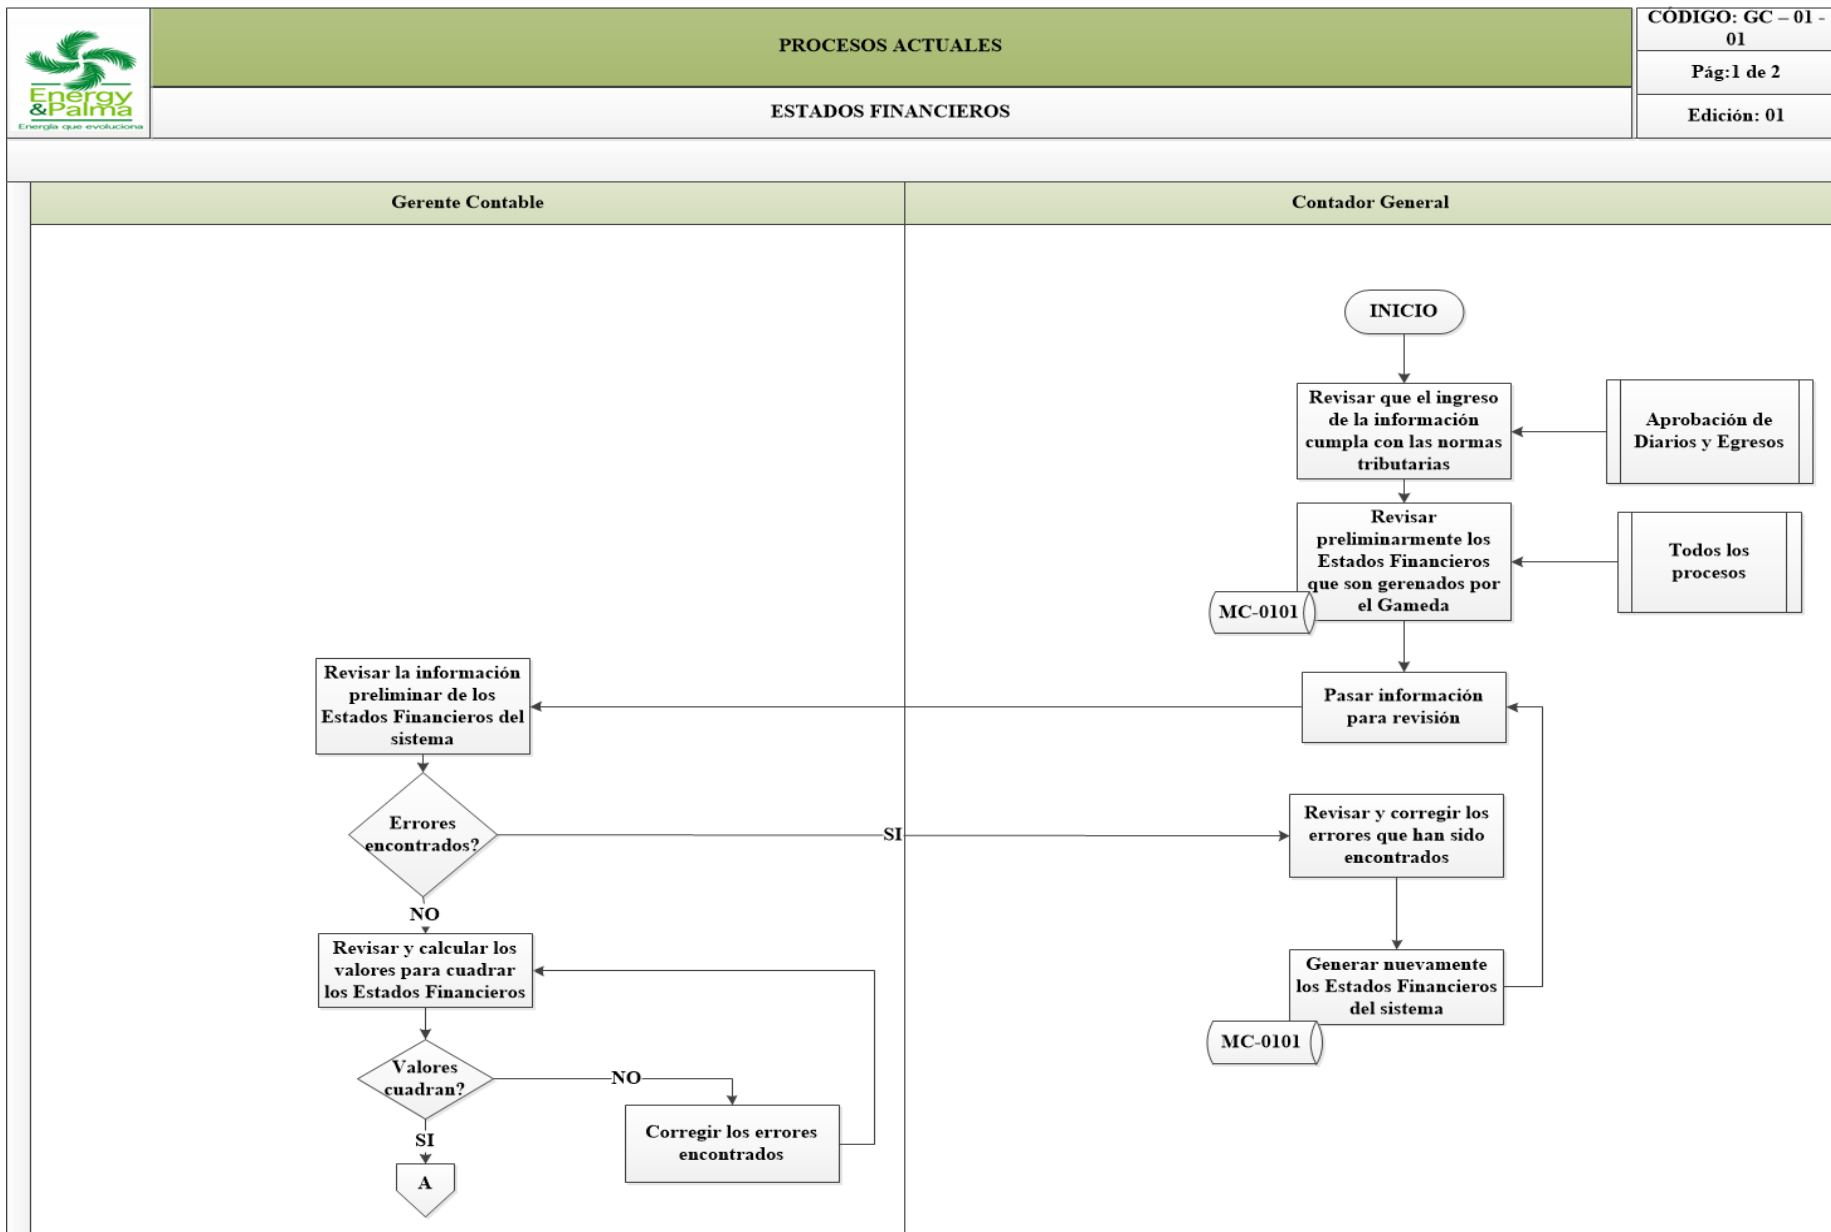 PROCESOS ACTUALES
CÓDIGO: GC – 01 -
01
Pág:1 de 2
Energy
&Palma
Energía que evoluciona
ESTADOS FINANCIEROS
Edición: 01
Gerente Contable
Contador General
INICIO
Revisar que el ingreso
de la información
cumpla con las normas
tributarias
Aprobación de
Diarios y Egresos
Revisar
preliminarmente los
Estados Financieros
que son gerenados por
el Gameda
MC-0101
Todos los
procesos
Revisar la información
preliminar de los
Estados Financieros del
sistema
Pasar información
para revisión
Errores
encontrados?
SI
Revisar y corregir los
errores que han sido
encontrados
NO
Revisar y calcular los
valores para cuadrar
los Estados Financieros
Generar nuevamente
los Estados Financieros
del sistema
MC-0101
Valores
cuadran?
NO
Corregir los errores
encontrados
SI
A